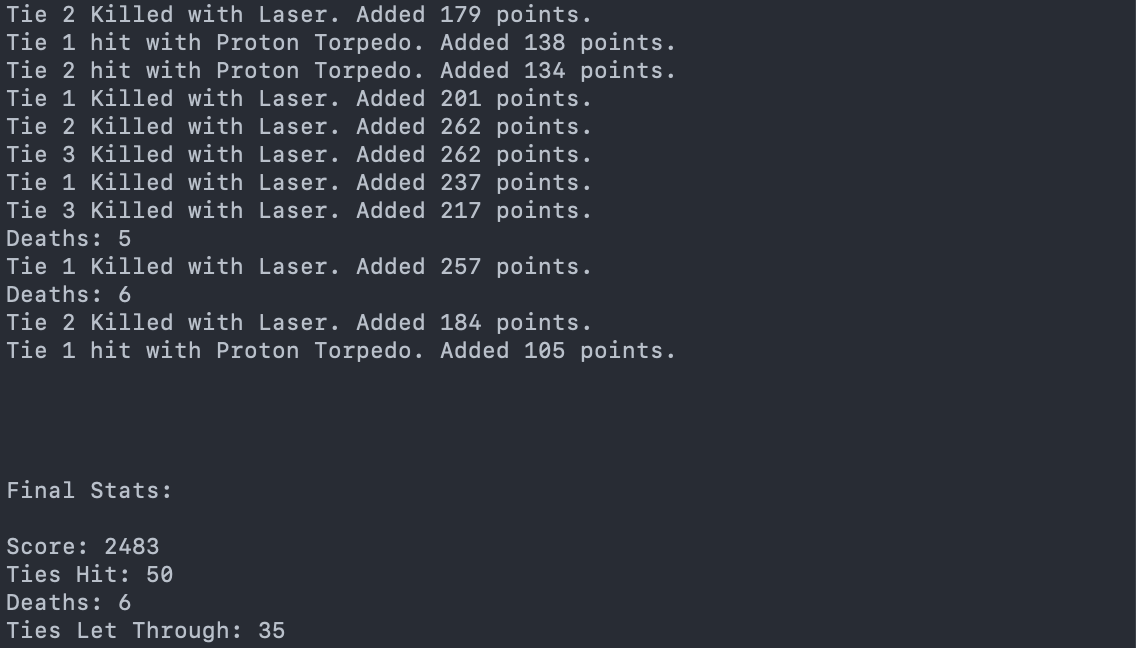 Tie 2 Killed with Laser. Added 179 points.
Tie 1 hit with Proton Torpedo. Added 138 points.
Tie 2 hit with Proton Torpedo. Added 134 points.
Tie 1 Killed with Laser. Added 201 points.
Tie 2 Killed with Laser. Added 262 points.
Tie 3 Killed with Laser. Added 262 points.
Tie 1 Killed with Laser. Added 237 points.
Tie 3 Killed with Laser. Added 217 points.
Deaths: 5
Tie 1 Killed with Laser. Added 257 points.
Deaths: 6
Tie 2 Killed with Laser. Added 184 points.
Tie 1 hit with Proton Torpedo. Added 105 points.
Final Stats:
Score: 2483
Ties Hit: 50
Deaths: 6
Ties Let Through: 35